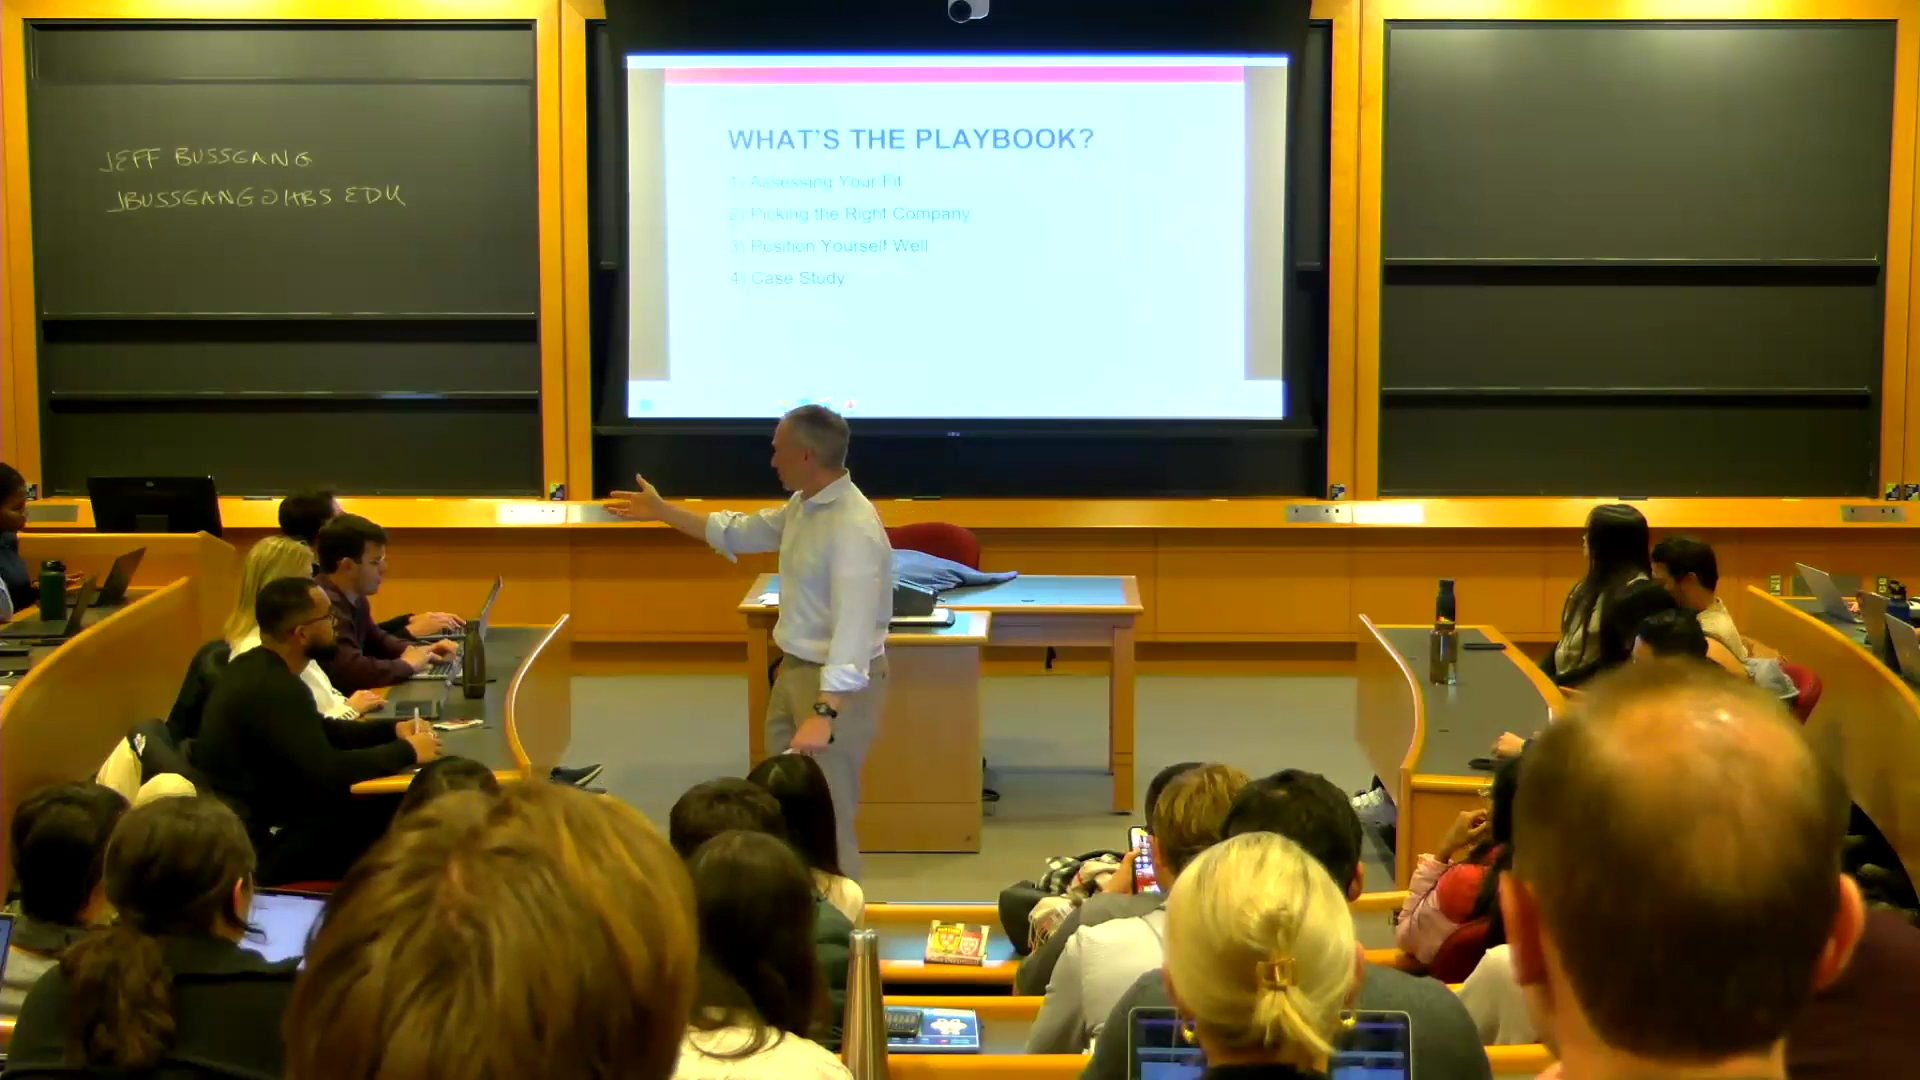 JEFF BUSSGANG
JBUSSGANG@HBS EDU
WHAT'S THE PLAYBOOK?
1) Assessing Your Fit
2) Picking the Right Company
3) Position Yourself Well
4) Case Study